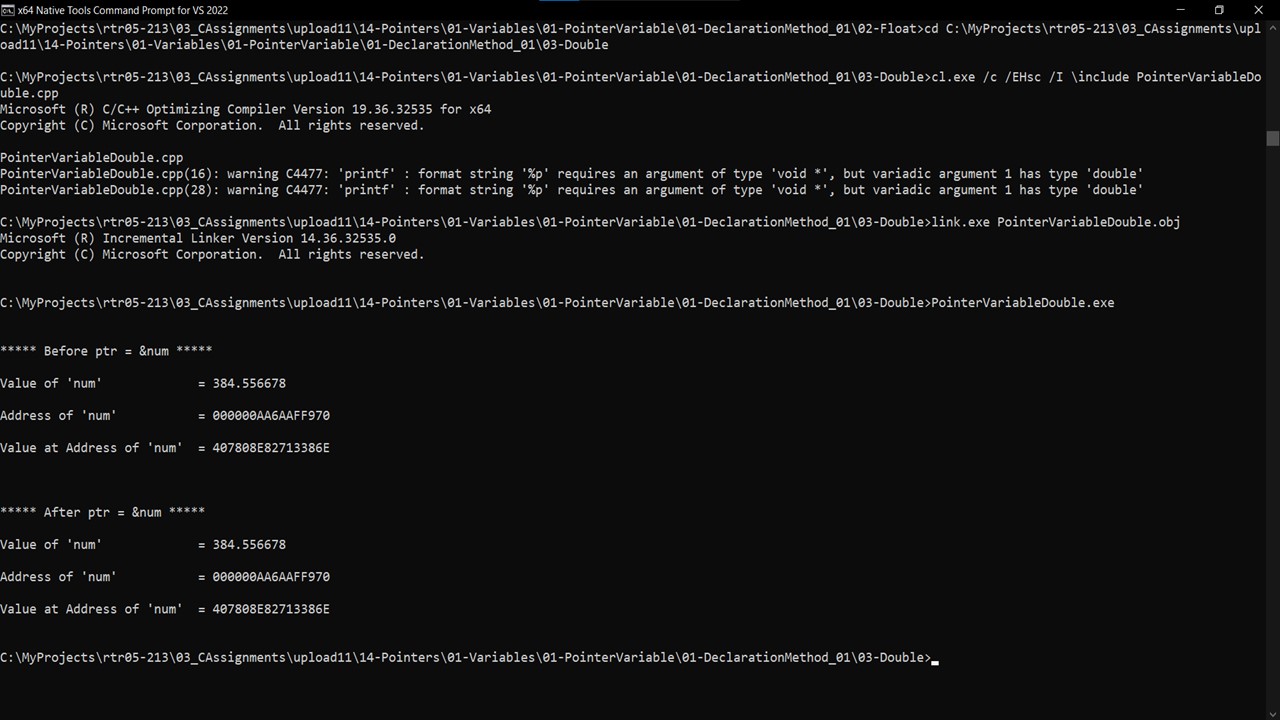 x64 Native Tools Command Prompt for VS 2022
C:\MyProjects\rtr05-213\03_CAssignments\upload11\14-Pointers\01-Variables\01-PointerVariable\01-DeclarationMethod_01\02-Float>cd C:\MyProjects\rtr05-213\03_CAssignments\upl
oad11\14-Pointers\01-Variables\01-PointerVariable\01-DeclarationMethod_01\03-Double
C:\MyProjects\rtr05-213\03_CAssignments\upload11\14-Pointers\01-Variables\01-PointerVariable\01-DeclarationMethod_01\03-Double>cl.exe /c /EHsc /I \include PointerVariableDo
uble.cpp
Microsoft (R) C/C++ Optimizing Compiler Version 19.36.32535 for x64
Copyright (C) Microsoft Corporation.  All rights reserved.
PointerVariableDouble.cpp
PointerVariableDouble.cpp(16): warning C4477: 'printf' : format string '%p' requires an argument of type 'void *', but variadic argument 1 has type 'double'
PointerVariableDouble.cpp(28): warning C4477: 'printf' : format string '%p' requires an argument of type 'void *', but variadic argument 1 has type 'double'
C:\MyProjects\rtr05-213\03_CAssignments\upload11\14-Pointers\01-Variables\01-PointerVariable\01-DeclarationMethod_01\03-Double>link.exe PointerVariableDouble.obj
Microsoft (R) Incremental Linker Version 14.36.32535.0
Copyright (C) Microsoft Corporation.  All rights reserved.
C:\MyProjects\rtr05-213\03_CAssignments\upload11\14-Pointers\01-Variables\01-PointerVariable\01-DeclarationMethod_01\03-Double>PointerVariableDouble.exe
***** Before ptr = &num *****
Value of 'num'             = 384.556678
Address of 'num'           = 000000AA6AAFF970
Value at Address of 'num'  = 407808E82713386E
***** After ptr = &num *****
Value of 'num'             = 384.556678
Address of 'num'           = 000000AA6AAFF970
Value at Address of 'num'  = 407808E82713386E
C:\MyProjects\rtr05-213\03_CAssignments\upload11\14-Pointers\01-Variables\01-PointerVariable\01-DeclarationMethod_01\03-Double>